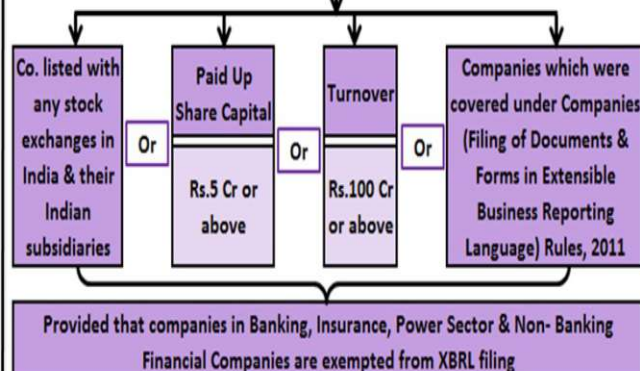 Co. listed with
any stock
exchanges in
India & their
Indian
subsidiaries
Or
Paid Up
Share Capital
Rs.5 Cr or
above
Or
Turnover
Rs.100 Cr
or above
Or
Companies which were
covered under Companies
(Filing of Documents &
Forms in Extensible
Business Reporting
Language) Rules, 2011
Provided that companies in Banking, Insurance, Power Sector & Non- Banking
Financial Companies are exempted from XBRL filing